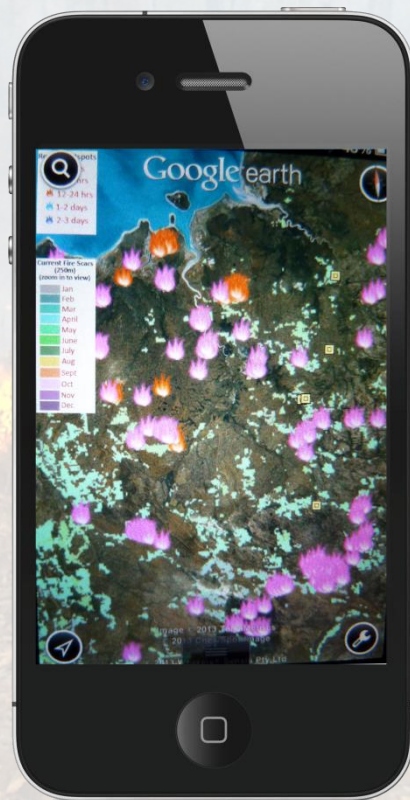 Google earth
12-24 hrs
1-2 days
2-3 days
Current Fire Scars
(250m)
(zoom in to view)
Jan
Feb
Mar
April
May
June
July
Aug
Sept
Oct
Nov
Dec